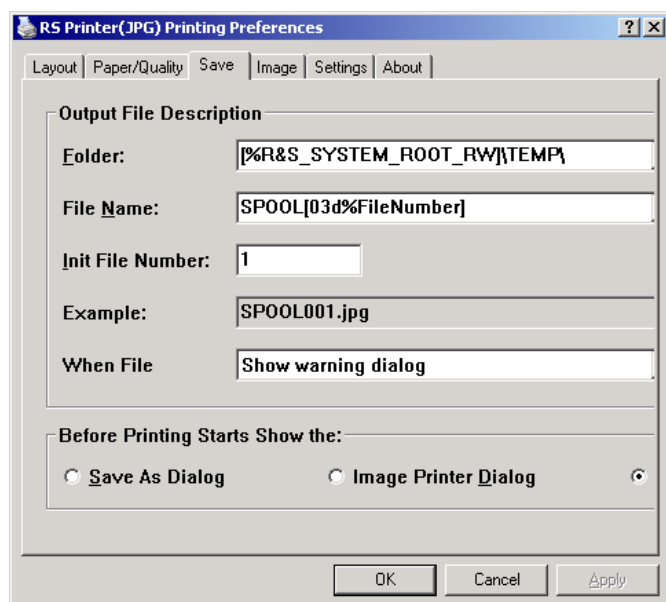 RS Printer(JPG) Printing Preferences
Layout Paper/Quality Save Image Settings About
Output File Description
Folder: [%R&S_SYSTEM_ROOT_RW]\TEMP\
File Name: SPOOL[03d%FileNumber]
Init File Number: 1
Example: SPOOL001.jpg
When File Show warning dialog
Before Printing Starts Show the:
Save As Dialog Image Printer Dialog
OK Cancel Apply